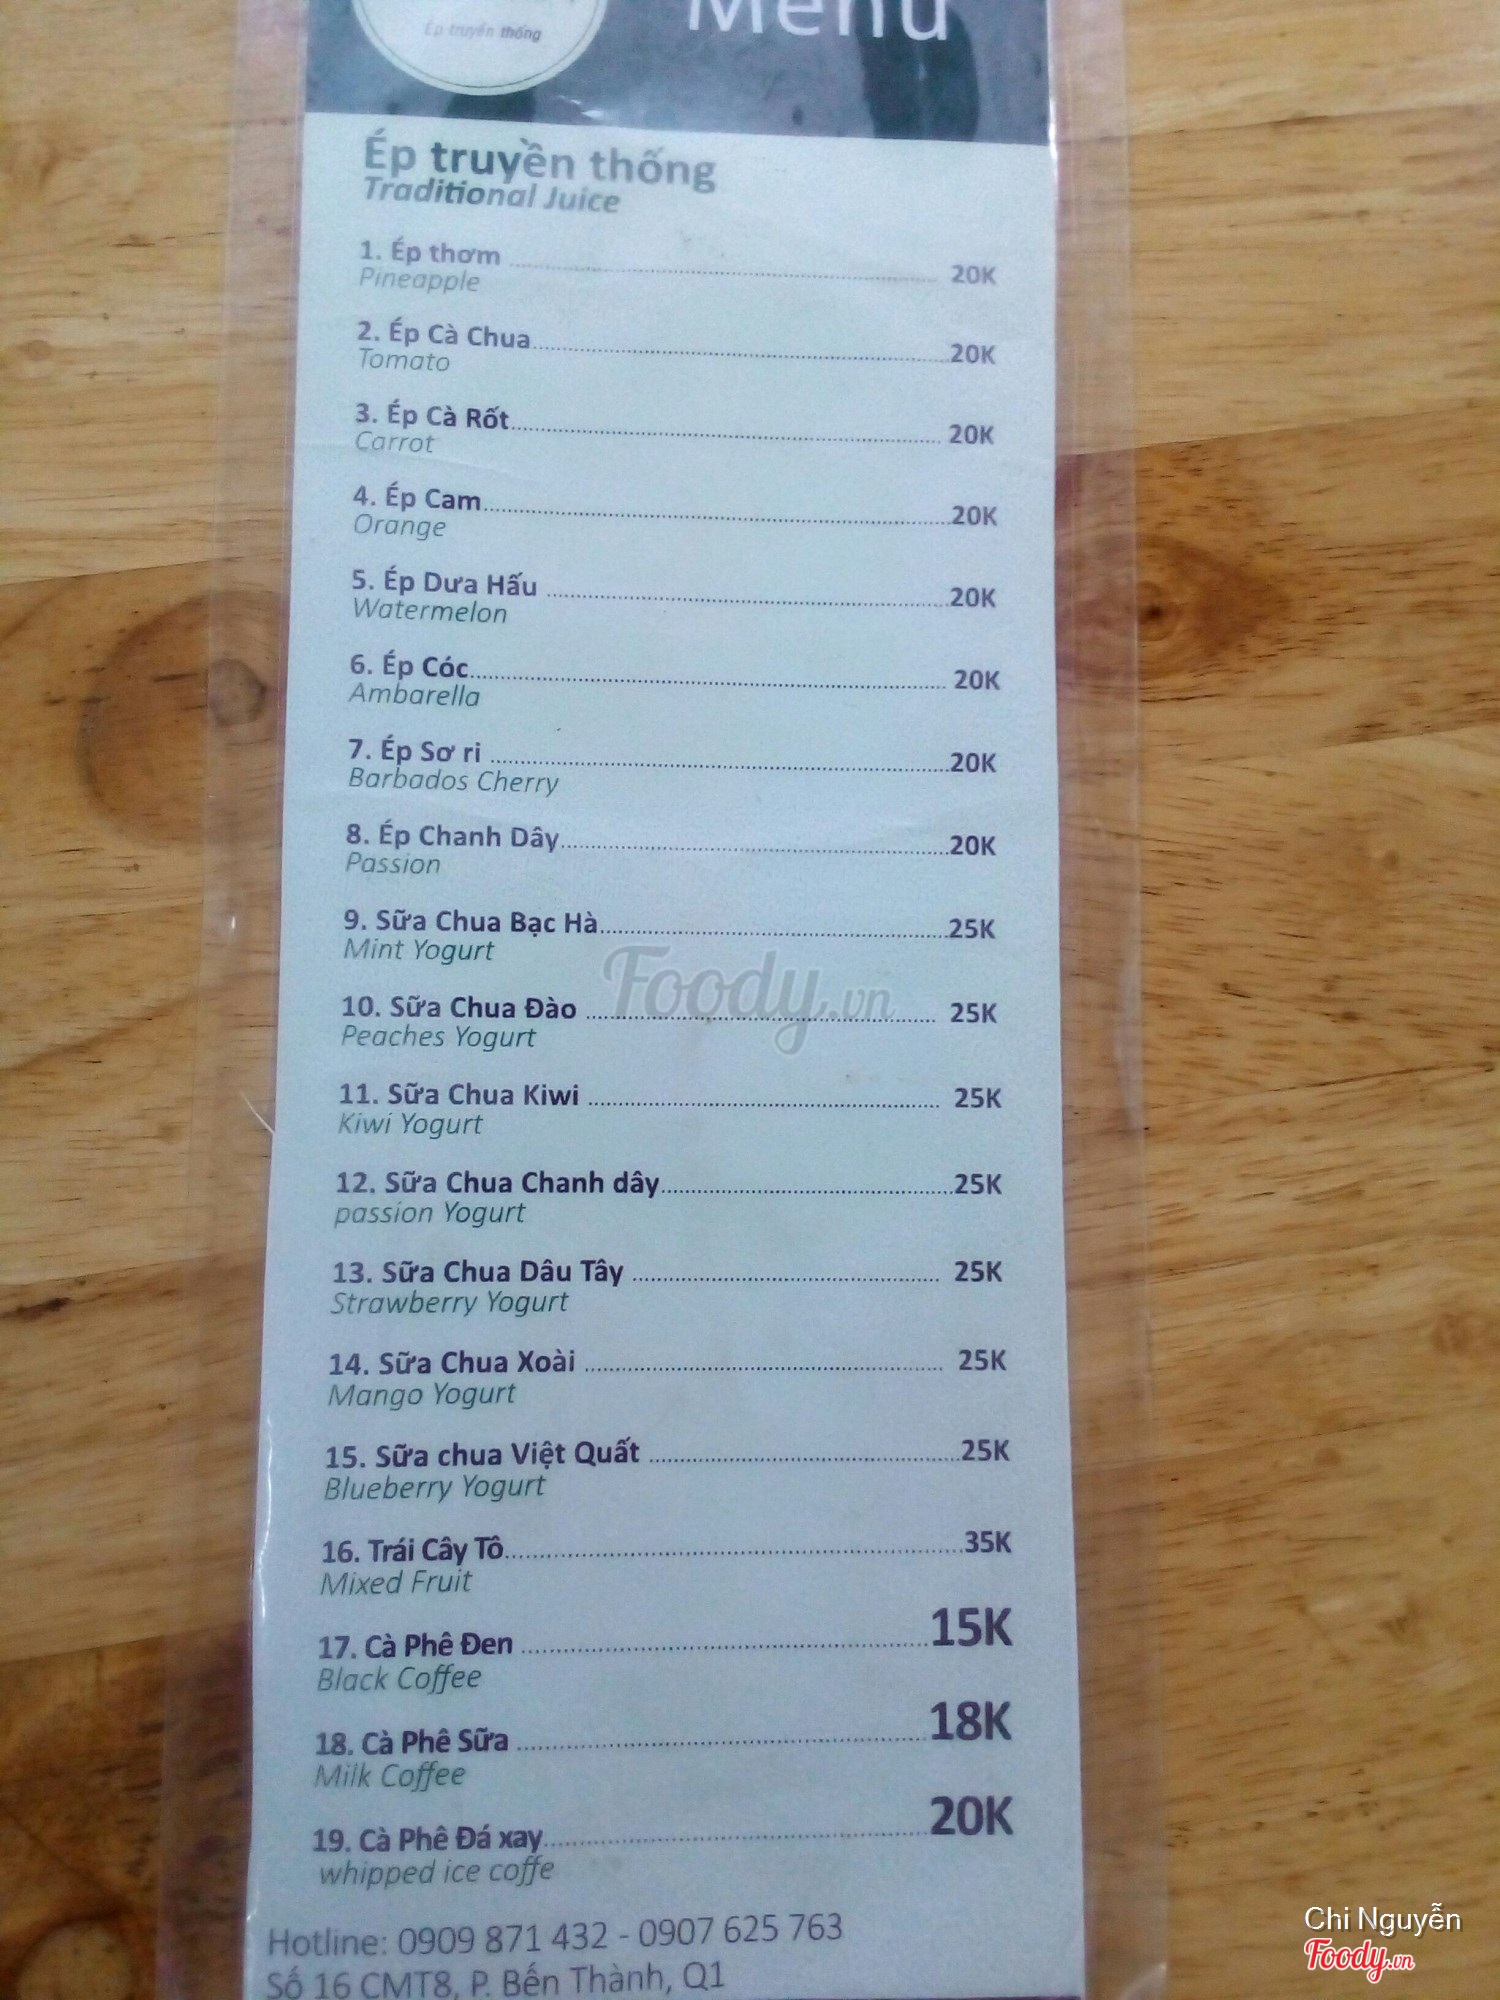 Ép truyền thống
Menu
Ép truyền thống
Traditional Juice
1. Ép thơm ........ 20K
Pineapple
2. Ép Cà Chua ........ 20K
Tomato
3. Ép Cà Rốt ........ 20K
Carrot
4. Ép Cam ........ 20K
Orange
5. Ép Dưa Hấu ........ 20K
Watermelon
6. Ép Cóc ........ 20K
Ambarella
7. Ép Sơ ri ........ 20K
Barbados Cherry
8. Ép Chanh Dây ........ 20K
Passion
9. Sữa Chua Bạc Hà ........ 25K
Mint Yogurt
Foody.vn
10. Sữa Chua Đào ........ 25K
Peaches Yogurt
11. Sữa Chua Kiwi ........ 25K
Kiwi Yogurt
12. Sữa Chua Chanh dây ........ 25K
passion Yogurt
13. Sữa Chua Dâu Tây ........ 25K
Strawberry Yogurt
14. Sữa Chua Xoài ........ 25K
Mango Yogurt
15. Sữa chua Việt Quất ........ 25K
Blueberry Yogurt
16. Trái Cây Tô ........ 35K
Mixed Fruit
17. Cà Phê Đen ........ 15K
Black Coffee
18. Cà Phê Sữa ........ 18K
Milk Coffee
19. Cà Phê Đá xay ........ 20K
whipped ice coffe
Hotline: 0909 871 432 - 0907 625 763
Số 16 CMT8, P. Bến Thành, Q1
Chi Nguyễn
Foody.vn